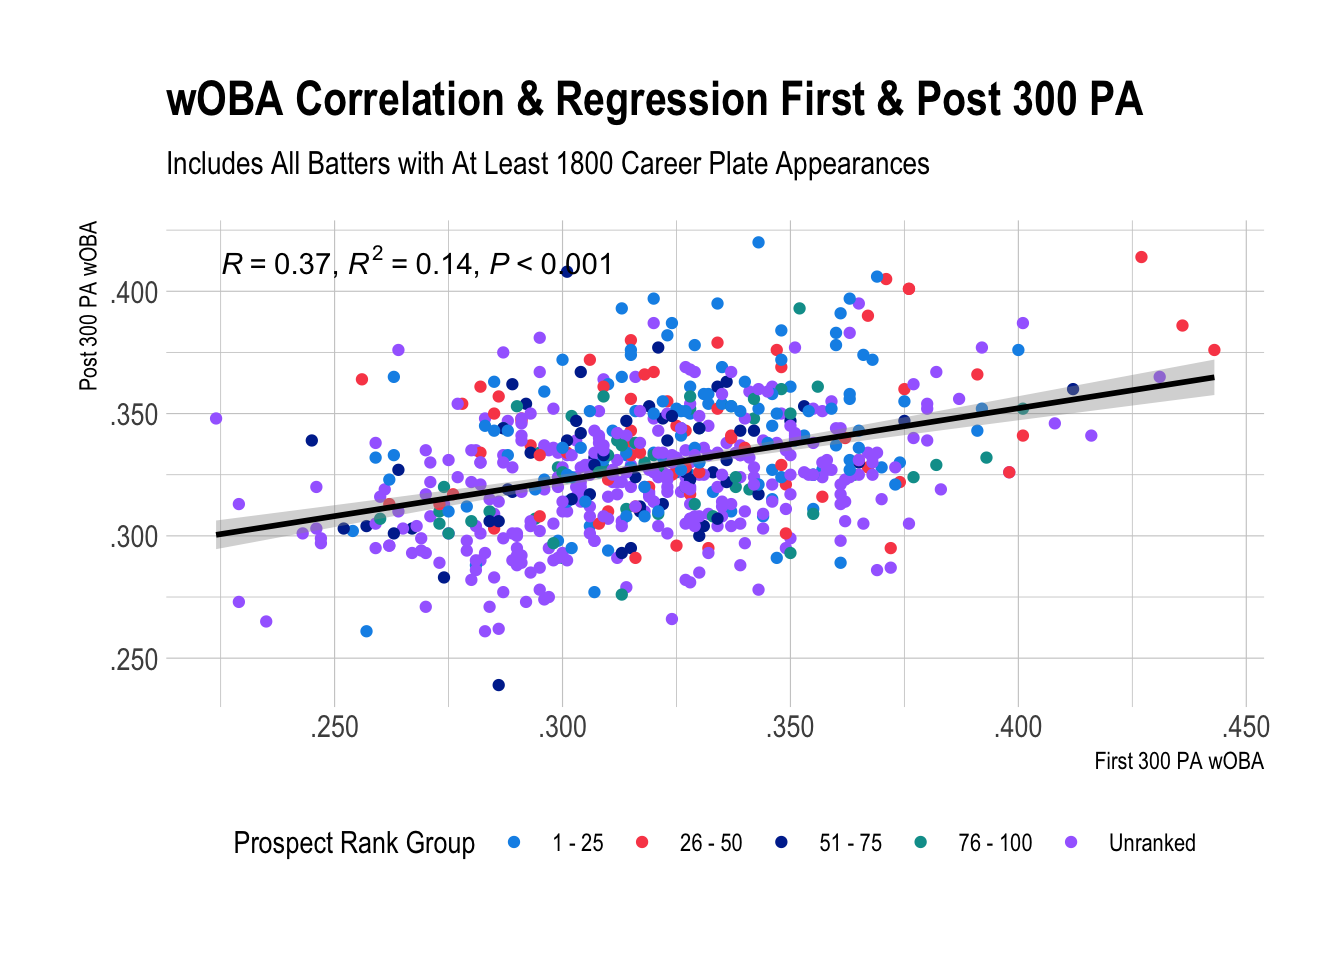 wOBA Correlation & Regression First & Post 300 PA
Includes All Batters with At Least 1800 Career Plate Appearances
Post 300 PA wOBA
R = 0.37, R² = 0.14, P < 0.001
.400
.350
.300
.250
.250 .300 .350 .400 .450
First 300 PA wOBA
Prospect Rank Group 1 - 25 26 - 50 51 - 75 76 - 100 Unranked